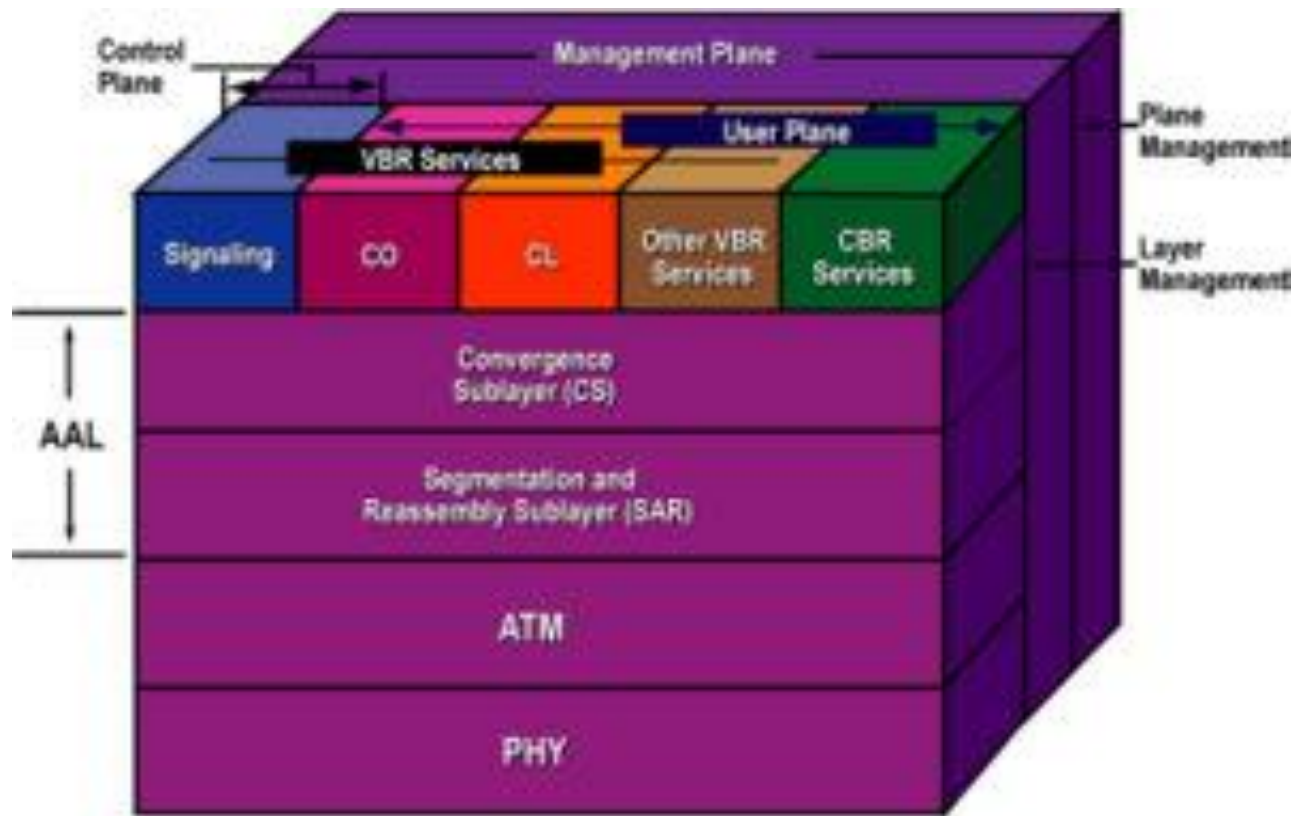 Control
Plane
Management Plane
User Plane
VBR Services
Plane
Management
Signaling
CO
CL
Other VBR
Services
CBR
Services
Layer
Management
Convergence
Sublayer (CS)
AAL
Segmentation and
Reassembly Sublayer (SAR)
ATM
PHY